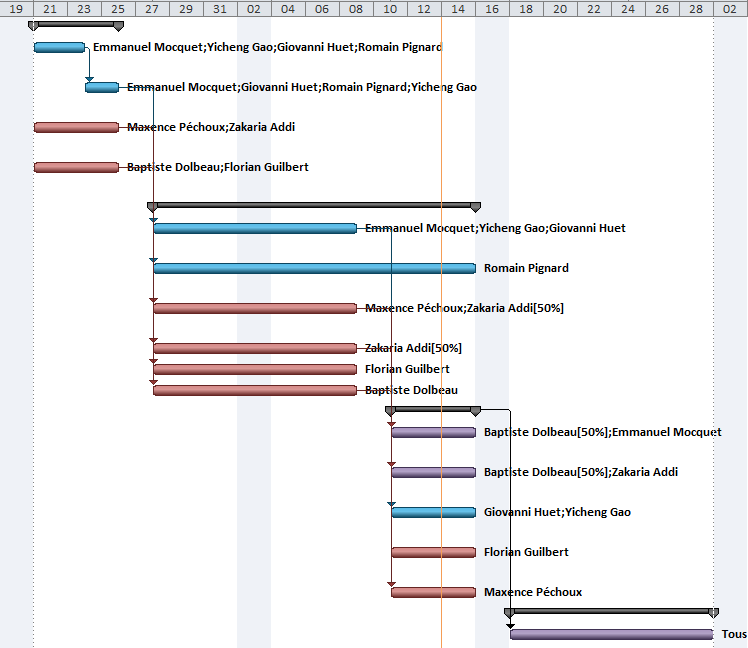 19 21 23 25 27 29 31 02 04 06 08 10 12 14 16 18 20 22 24 26 28 02
Emmanuel Mocquet;Yicheng Gao;Giovanni Huet;Romain Pignard
Emmanuel Mocquet;Giovanni Huet;Romain Pignard;Yicheng Gao
Maxence Péchoux;Zakaria Addi
Baptiste Dolbeau;Florian Guilbert
Emmanuel Mocquet;Yicheng Gao;Giovanni Huet
Romain Pignard
Maxence Péchoux;Zakaria Addi[50%]
Zakaria Addi[50%]
Florian Guilbert
Baptiste Dolbeau
Baptiste Dolbeau[50%];Emmanuel Mocquet
Baptiste Dolbeau[50%];Zakaria Addi
Giovanni Huet;Yicheng Gao
Florian Guilbert
Maxence Péchoux
Tous